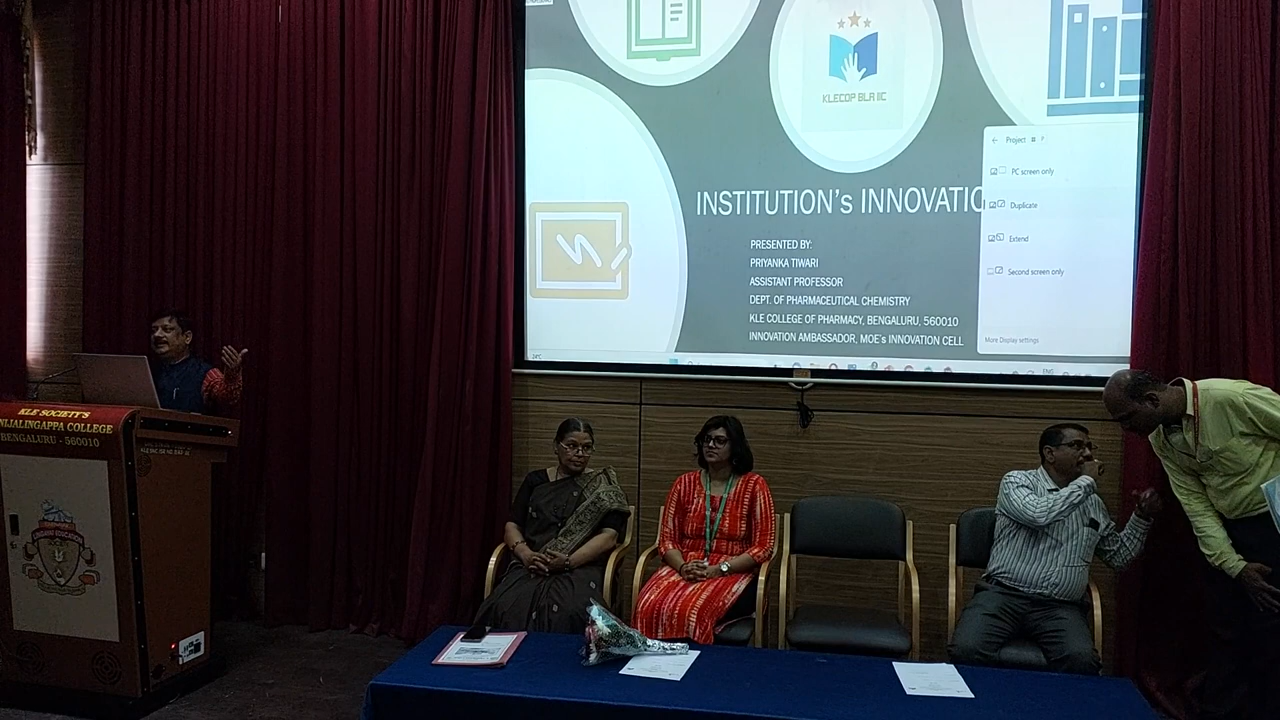 KLECOP BLR IIC
INSTITUTION's INNOVATIO
PRESENTED BY:
PRIYANKA TIWARI
ASSISTANT PROFESSOR
DEPT. OF PHARMACEUTICAL CHEMISTRY
KLE COLLEGE OF PHARMACY, BENGALURU, 560010
INNOVATION AMBASSADOR, MOE's INNOVATION CELL
← Project
P
PC screen only
Duplicate
Extend
Second screen only
More Display settings
24°C
ENG
KLE SOCIETY'S
NIJALINGAPPA COLLEGE
BENGALURU - 560010